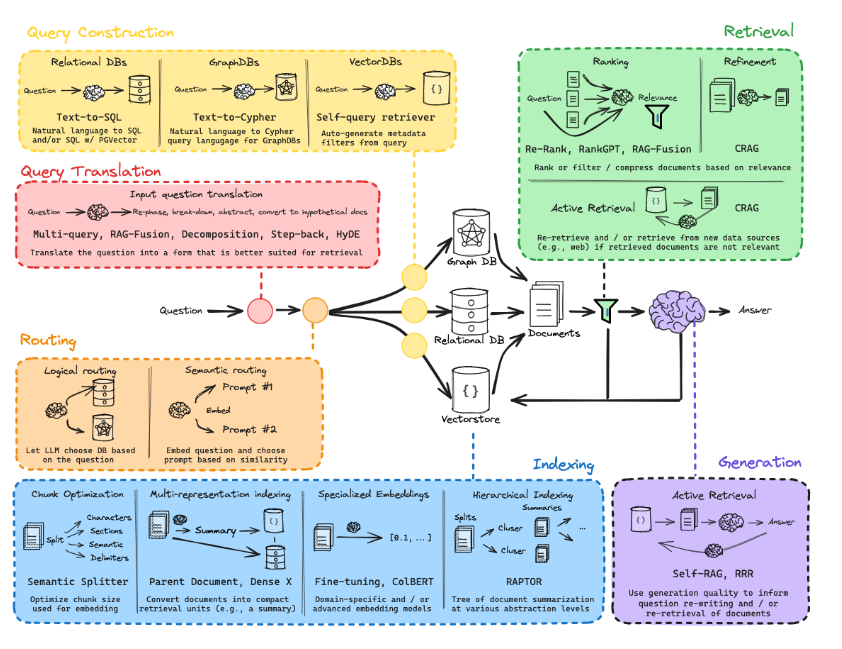 Query Construction
Relational DBs
Question
Text-to-SQL
Natural language to SQL
and/or SQL w/ PGVector
GraphDBs
Question
Text-to-Cypher
Natural language to Cypher
query langugage for GraphDBs
VectorDBs
Question
{ }
Self-query retriever
Auto-generate metadata
filters from query
Retrieval
Ranking
Question
Relevance
Re-Rank, RankGPT, RAG-Fusion
Refinement
CRAG
Rank or filter / compress documents based on relevance
Active Retrieval
{ }
CRAG
Re-retrieve and / or retrieve from new data sources
(e.g., web) if retrieved documents are not relevant
Query Translation
Input question translation
Question
Re-phase, break-down, abstract, convert to hypothetical docs
Multi-query, RAG-Fusion, Decomposition, Step-back, HyDE
Translate the question into a form that is better suited for retrieval
Question
Graph DB
Relational DB
{ }
Vectorstore
Documents
Answer
Routing
Logical routing
Let LLM choose DB based
on the question
Semantic routing
Prompt #1
Embed
Prompt #2
Embed question and choose
prompt based on similarity
Indexing
Chunk Optimization
Split
Characters
Sections
Semantic
Delimiters
Semantic Splitter
Optimize chunk size
used for embedding
Multi-representation indexing
Summary
{ }
Parent Document, Dense X
Convert documents into compact
retrieval units (e.g., a summary)
Specialized Embeddings
[0.1, ...]
Fine-tuning, ColBERT
Domain-specific and / or
advanced embedding models
Hierarchical Indexing
Summaries
Splits
Cluser
Cluser
...
RAPTOR
Tree of document summarization
at various abstraction levels
Generation
Active Retrieval
{ }
Answer
Self-RAG, RRR
Use generation quality to inform
question re-writing and / or
re-retrieval of documents